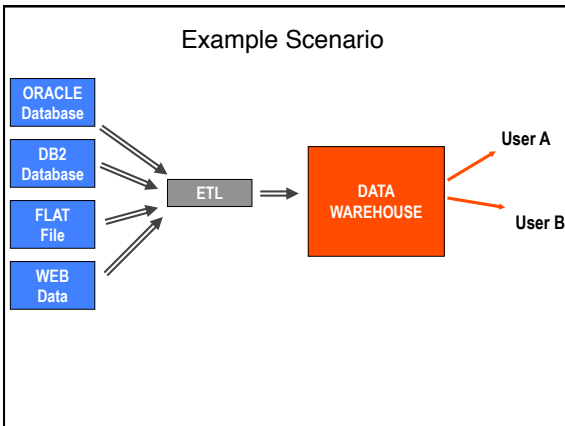 Example Scenario
ORACLE
Database
DB2
Database
FLAT
File
WEB
Data
ETL
DATA
WAREHOUSE
User A
User B